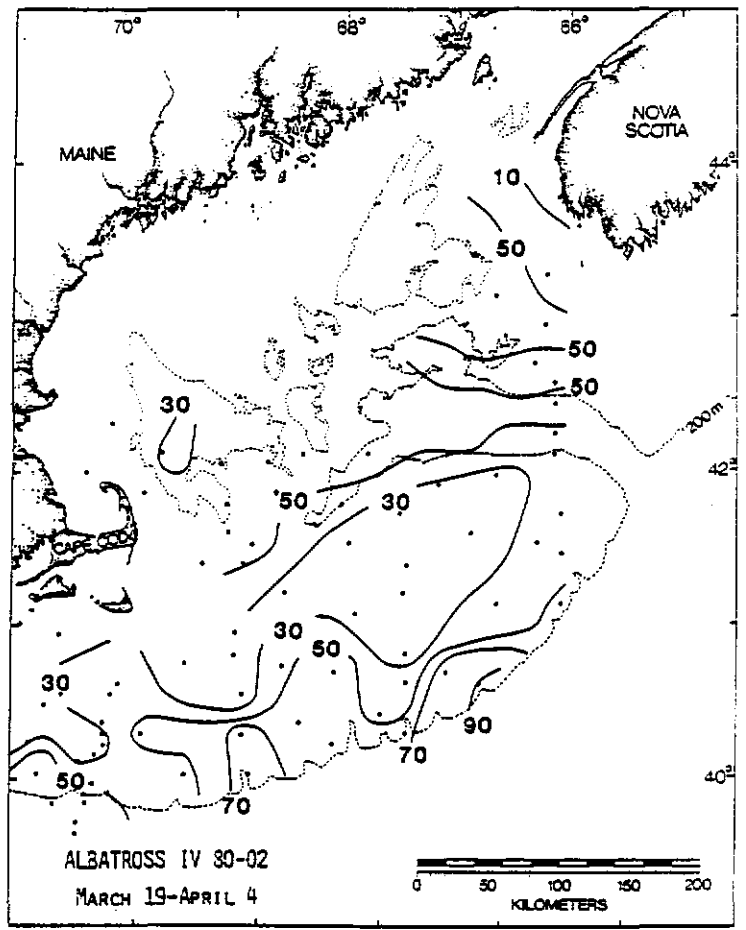 70°
68°
66°
NOVA
SCOTIA
MAINE
44°
10
50
50
50
30
200m
42°
50
30
CAPE COD
30
50
30
90
70
50
40°
70
ALBATROSS IV 80-02
MARCH 19-APRIL 4
0 50 100 150 200
KILOMETERS